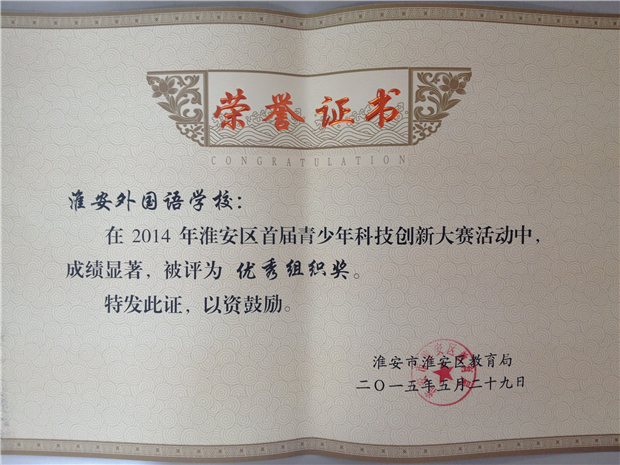 荣誉证书
CONGRATULATION
淮安外国语学校：
在 2014 年淮安区首届青少年科技创新大赛活动中，
成绩显著，被评为 优秀组织奖。
特发此证，以资鼓励。
淮安市淮安区教育局
二〇一五年五月二十九日